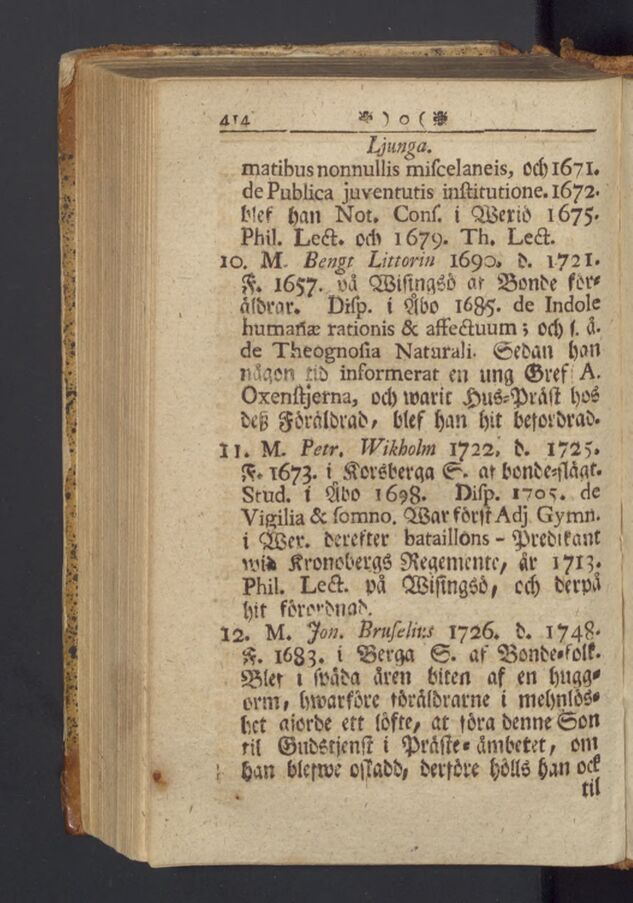 414 ❉ ) o ( ❉
Ljunga.
matibus nonnullis miſcelaneis, och 1671.
de Publica juventutis inſtitutione. 1672.
blef han Not. Conſ. i Wexiö 1675.
Phil. Lect. och 1679. Th. Lect.
10. M. Bengt Littorin 1690. d. 1721.
F. 1657. på Wiſingsö af Bonde för-
äldrar. Diſp. i Åbo 1685. de Indole
humanæ rationis & affectuum; och ſ. å.
de Theognoſia Naturali. Sedan han
någon tid informerat en ung Gref A.
Oxenſtjerna, och warit Hus-Präſt hos
deß Föräldrad, blef han hit befordrad.
11. M. Petr. Wikholm 1722. d. 1725.
F. 1673. i Korsberga S. af bonde-ſlägt.
Stud. i Åbo 1698. Diſp. 1705. de
Vigilia & ſomno. War förſt Adj. Gymn.
i Wex. derefter bataillons-Predikant
wid Kronobergs Regemente, år 1713.
Phil. Lect. på Wiſingsö, och derpå
hit förordnad.
12. M. Jon. Bruſelius 1726. d. 1748.
F. 1683. i Berga S. af Bonde-folk.
Blef i ſpåda åren biten af en hugg-
orm, hwarföre föräldrarne i mehnlös-
het giorde ett löfte, at föra denne Son
til Gudstjenſt i Präſte-ämbetet, om
han blefwe oſkadd, derföre hölls han ock
til